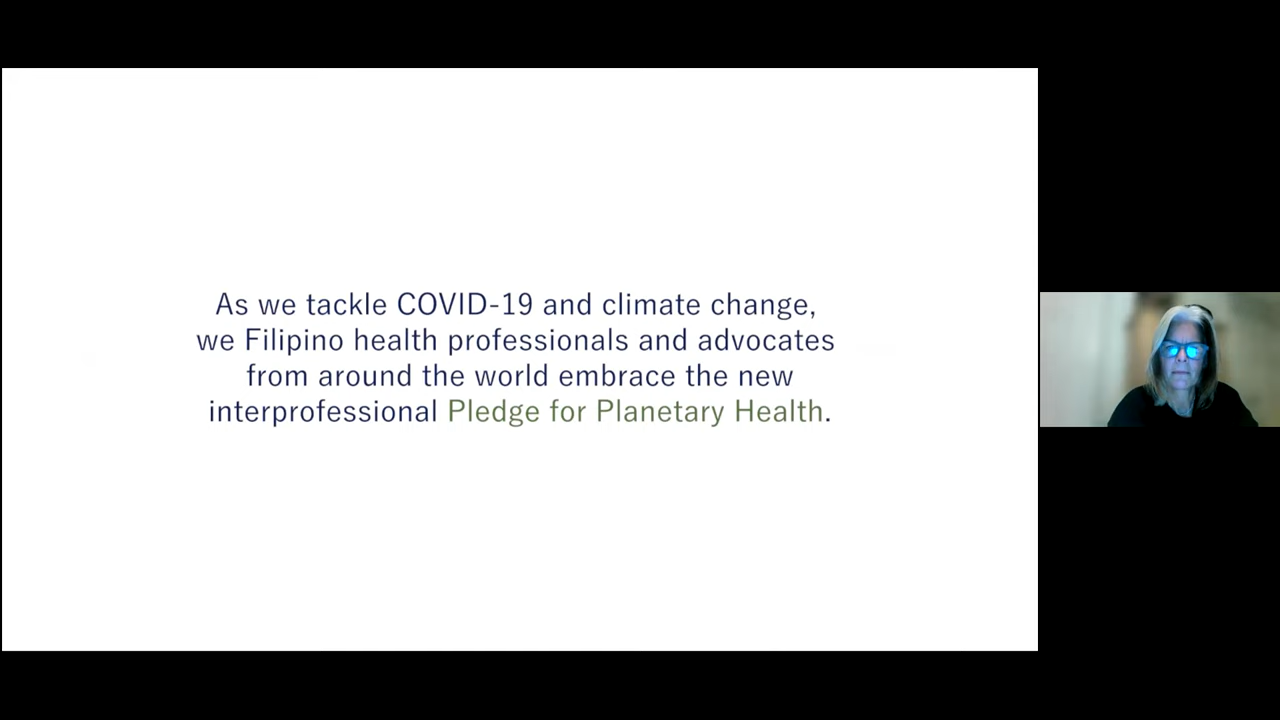 As we tackle COVID-19 and climate change,
we Filipino health professionals and advocates
from around the world embrace the new
interprofessional Pledge for Planetary Health.